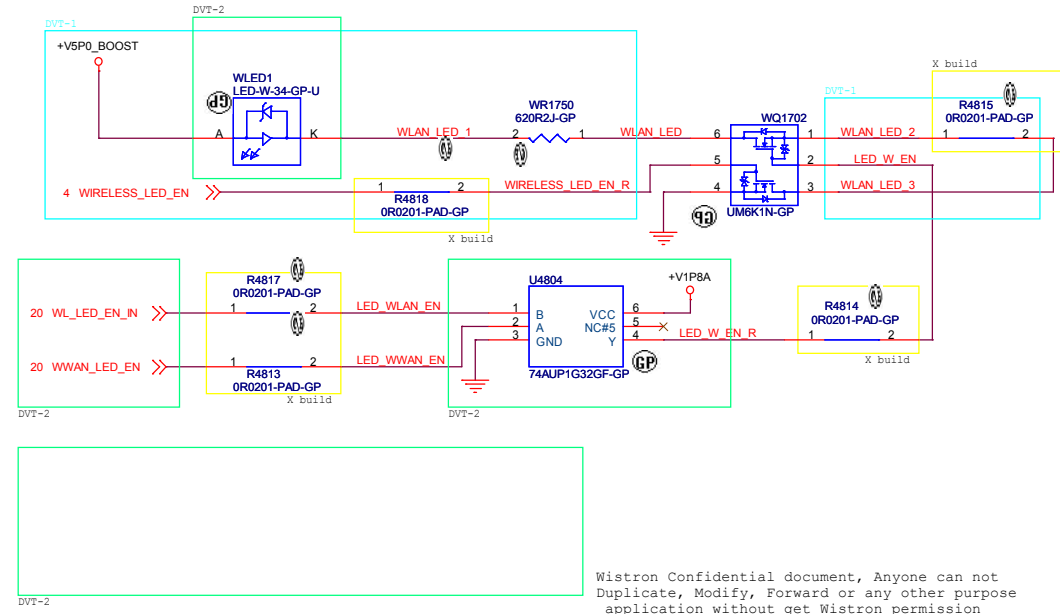 DVT-2
DVT-1
+V5P0_BOOST
WLED1
LED-W-34-GP-U
GP
A
K
WLAN_LED_1
WR1750
620R2J-GP
2
1
WLAN_LED
WQ1702
6
5
4
1
2
3
UM6K1N-GP
GP
DVT-1
WLAN_LED_2
LED_W_EN
WLAN_LED_3
X build
R4815
1
2
0R0201-PAD-GP
4 WIRELESS_LED_EN
1
2
R4818
0R0201-PAD-GP
WIRELESS_LED_EN_R
X build
20 WL_LED_EN_IN
R4817
0R0201-PAD-GP
1
2
LED_WLAN_EN
20 WWAN_LED_EN
1
2
R4813
0R0201-PAD-GP
X build
LED_WWAN_EN
DVT-2
U4804
1
2
3
B
A
GND
VCC
NC#5
Y
6
5
4
74AUP1G32GF-GP
GP
+V1P8A
LED_W_EN_R
DVT-2
R4814
0R0201-PAD-GP
1
2
X build
DVT-2
Wistron Confidential document, Anyone can not
Duplicate, Modify, Forward or any other purpose
application without get Wistron permission